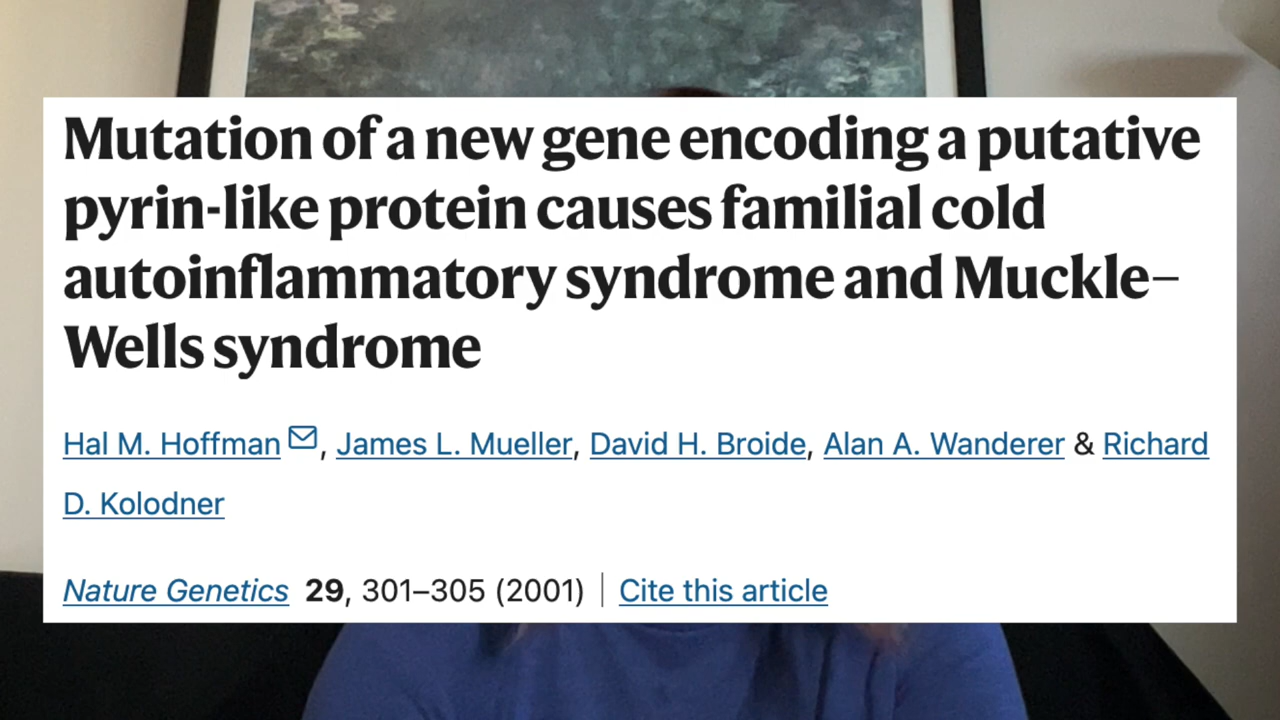 Mutation of a new gene encoding a putative
pyrin-like protein causes familial cold
autoinflammatory syndrome and Muckle–
Wells syndrome
Hal M. Hoffman, James L. Mueller, David H. Broide, Alan A. Wanderer & Richard
D. Kolodner
Nature Genetics 29, 301–305 (2001) | Cite this article